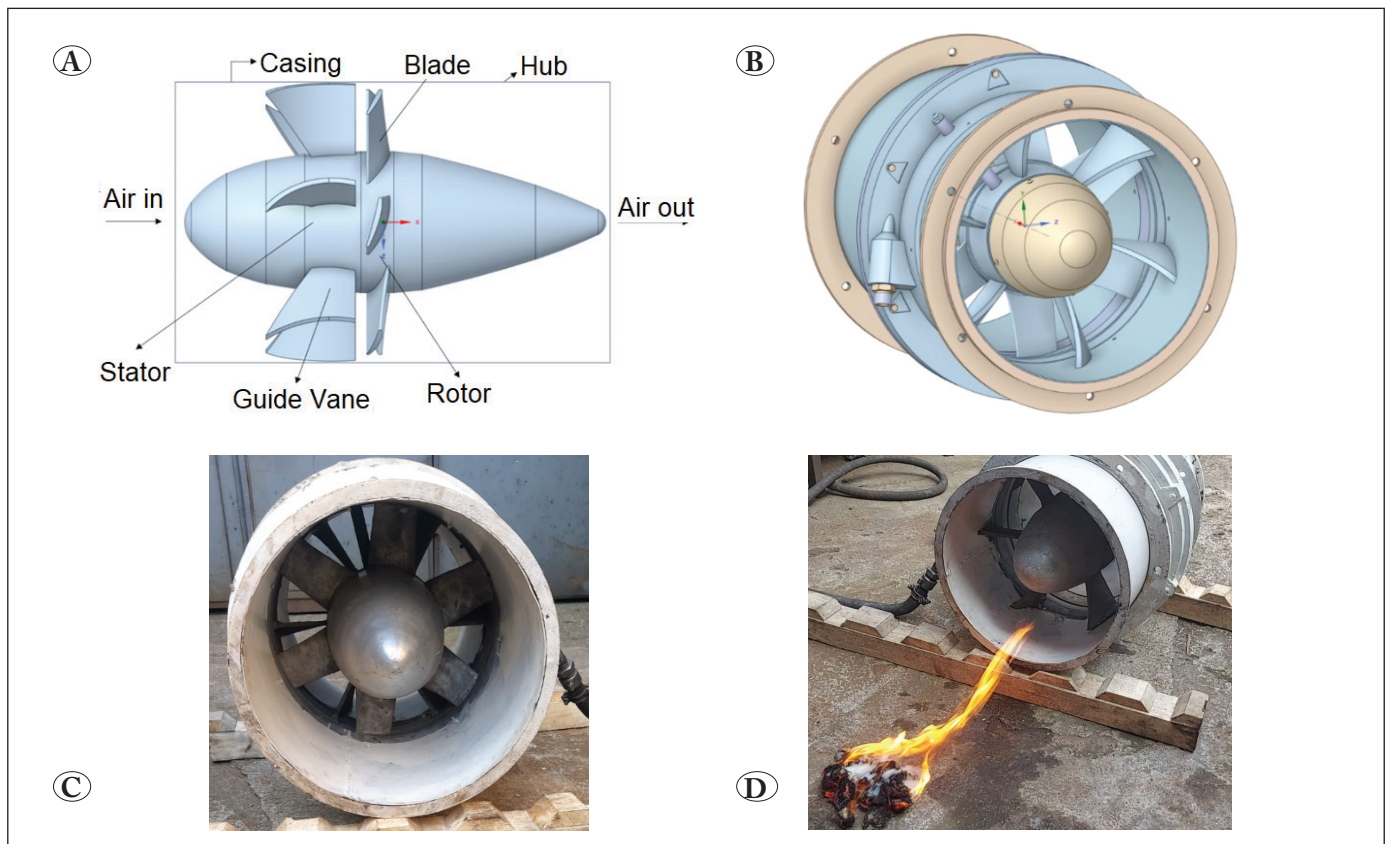 A
Casing
Blade
Hub
Air in
Air out
Stator
Guide Vane
Rotor
x
z
B
Y
z
C
D